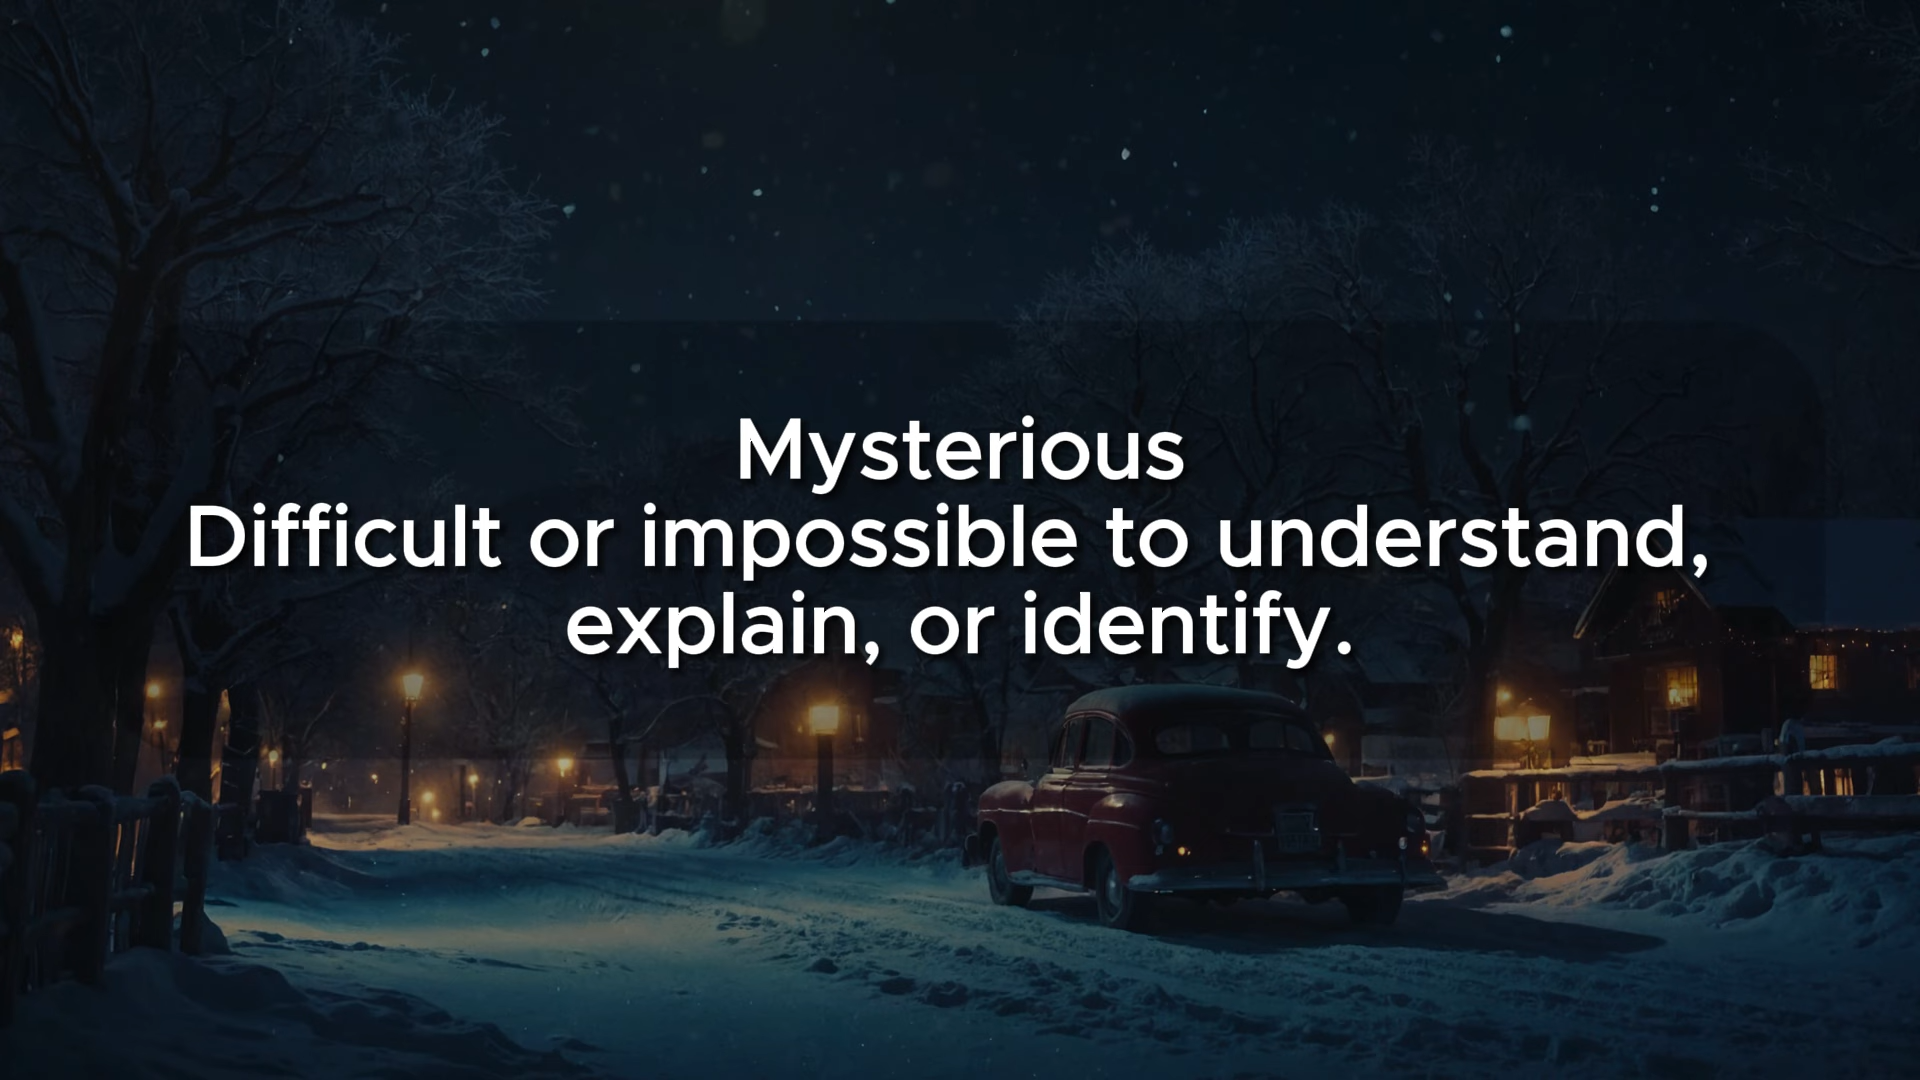 Mysterious
Difficult or impossible to understand,
explain, or identify.